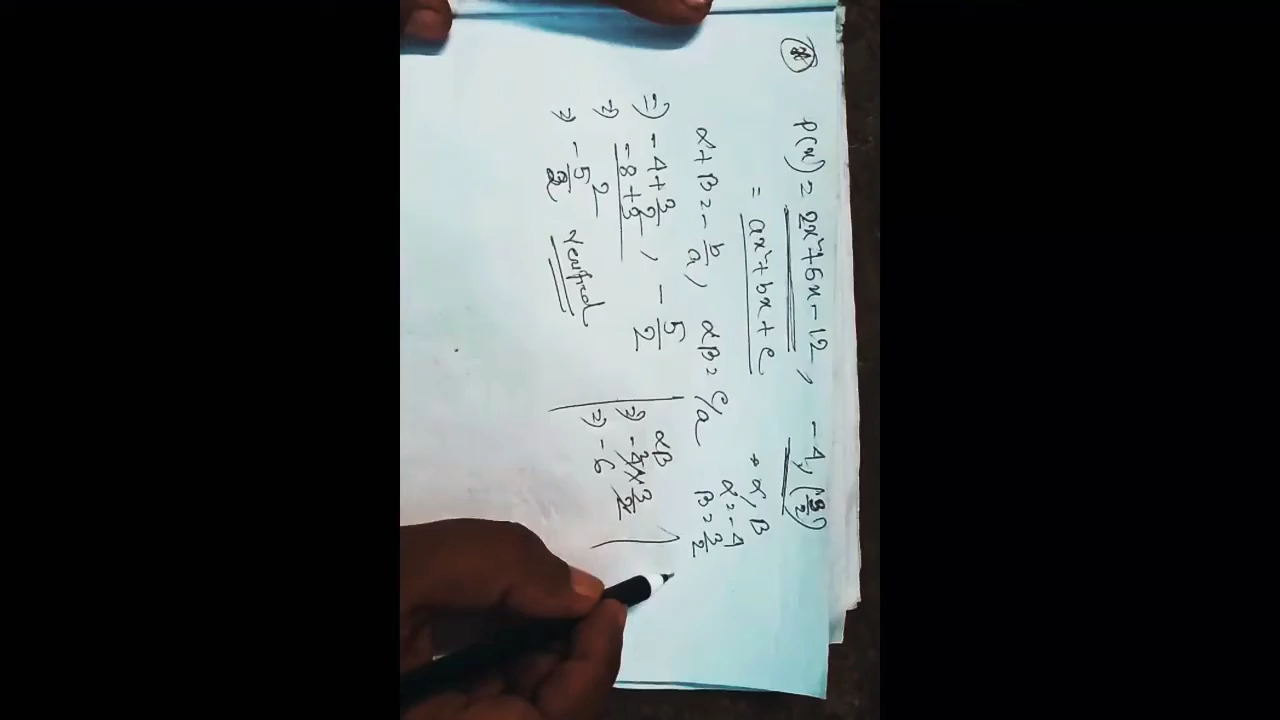 P(x) = 2x²+5x-12, -4, (3/2)
= ax²+bx+c
→ α, β
α = -4
β = 3/2
α+β = -b/a, αβ = c/a
⇒ -4+3/2, -5/2
⇒ -8+3/2
⇒ -5/2 verified
αβ
⇒ -4×3/2
⇒ -6